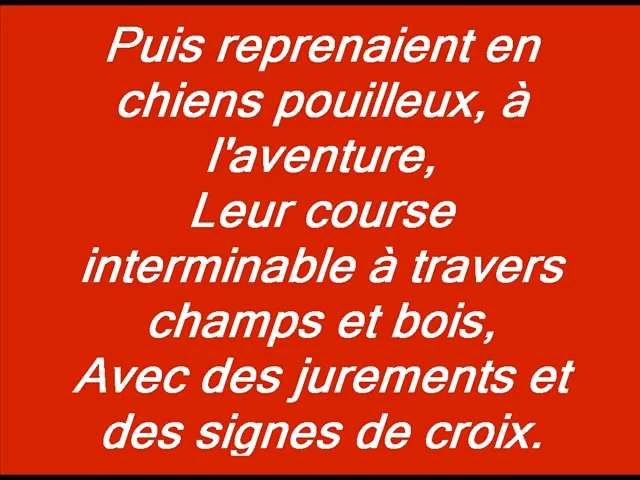 Puis reprenaient en
chiens pouilleux, à
l'aventure,
Leur course
interminable à travers
champs et bois,
Avec des jurements et
des signes de croix.